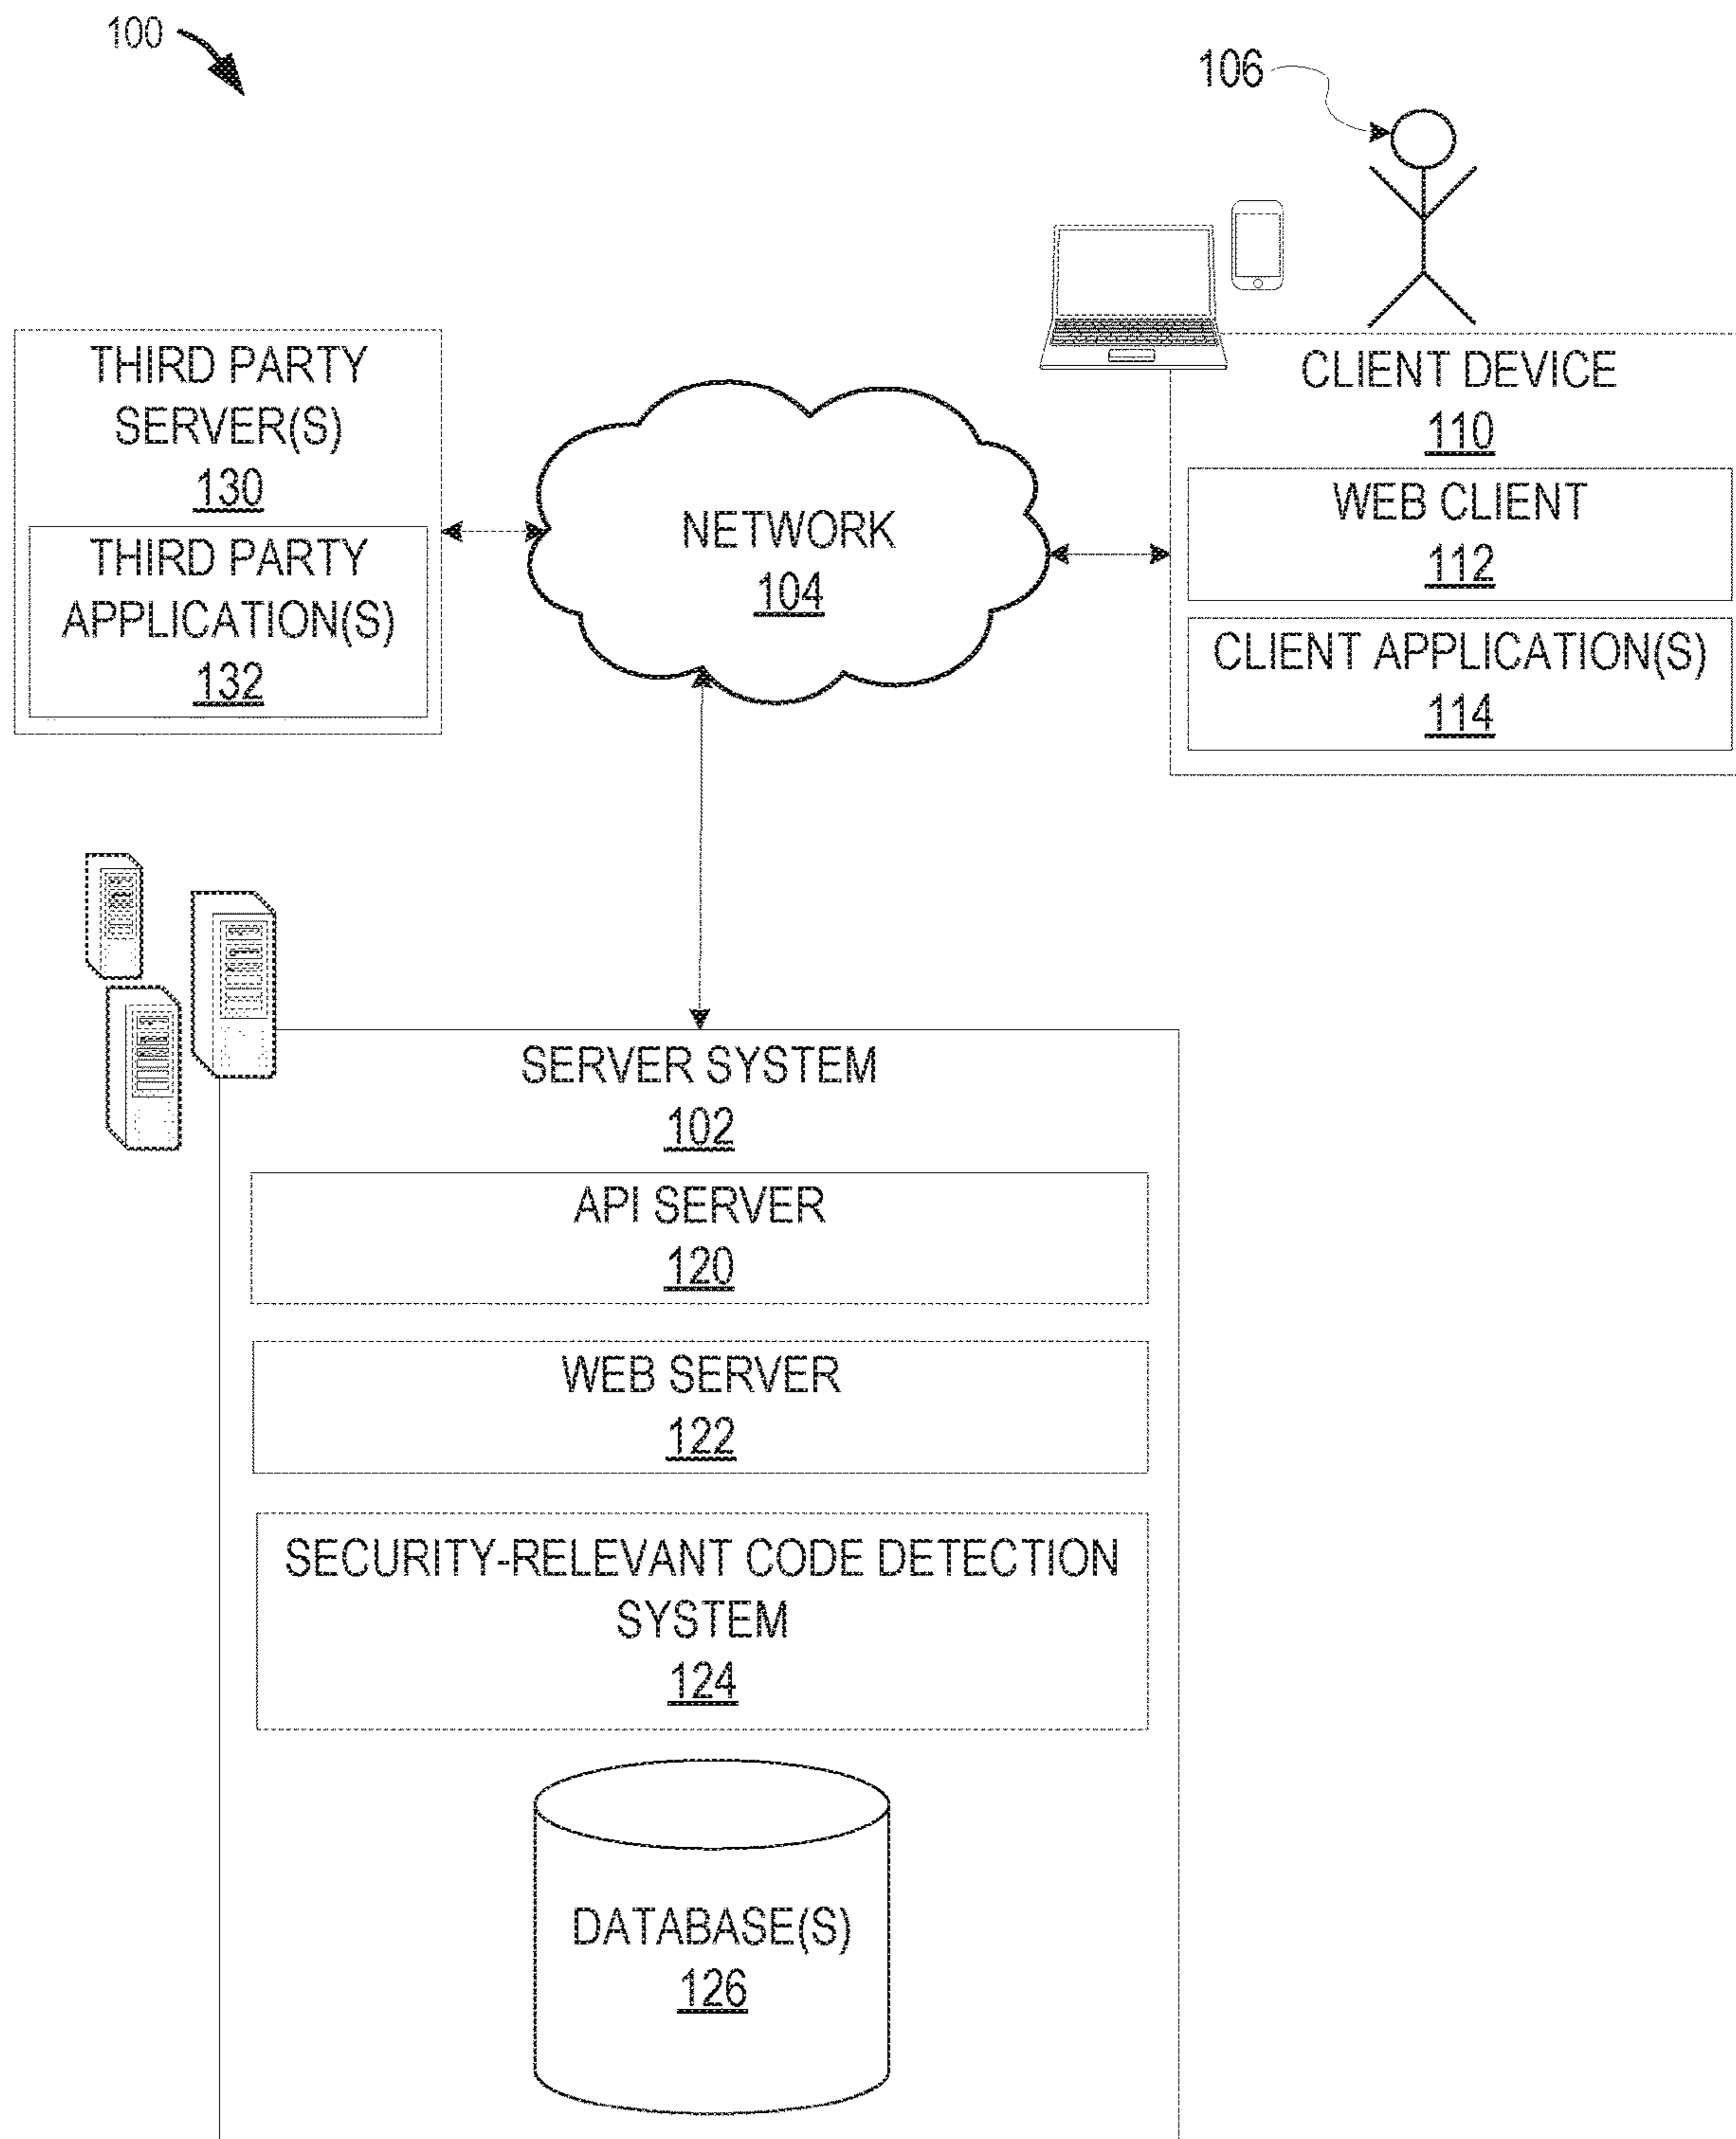 100
106
THIRD PARTY
SERVER(S)
130
THIRD PARTY
APPLICATION(S)
132
NETWORK
104
CLIENT DEVICE
110
WEB CLIENT
112
CLIENT APPLICATION(S)
114
SERVER SYSTEM
102
API SERVER
120
WEB SERVER
122
SECURITY-RELEVANT CODE DETECTION
SYSTEM
124
DATABASE(S)
126